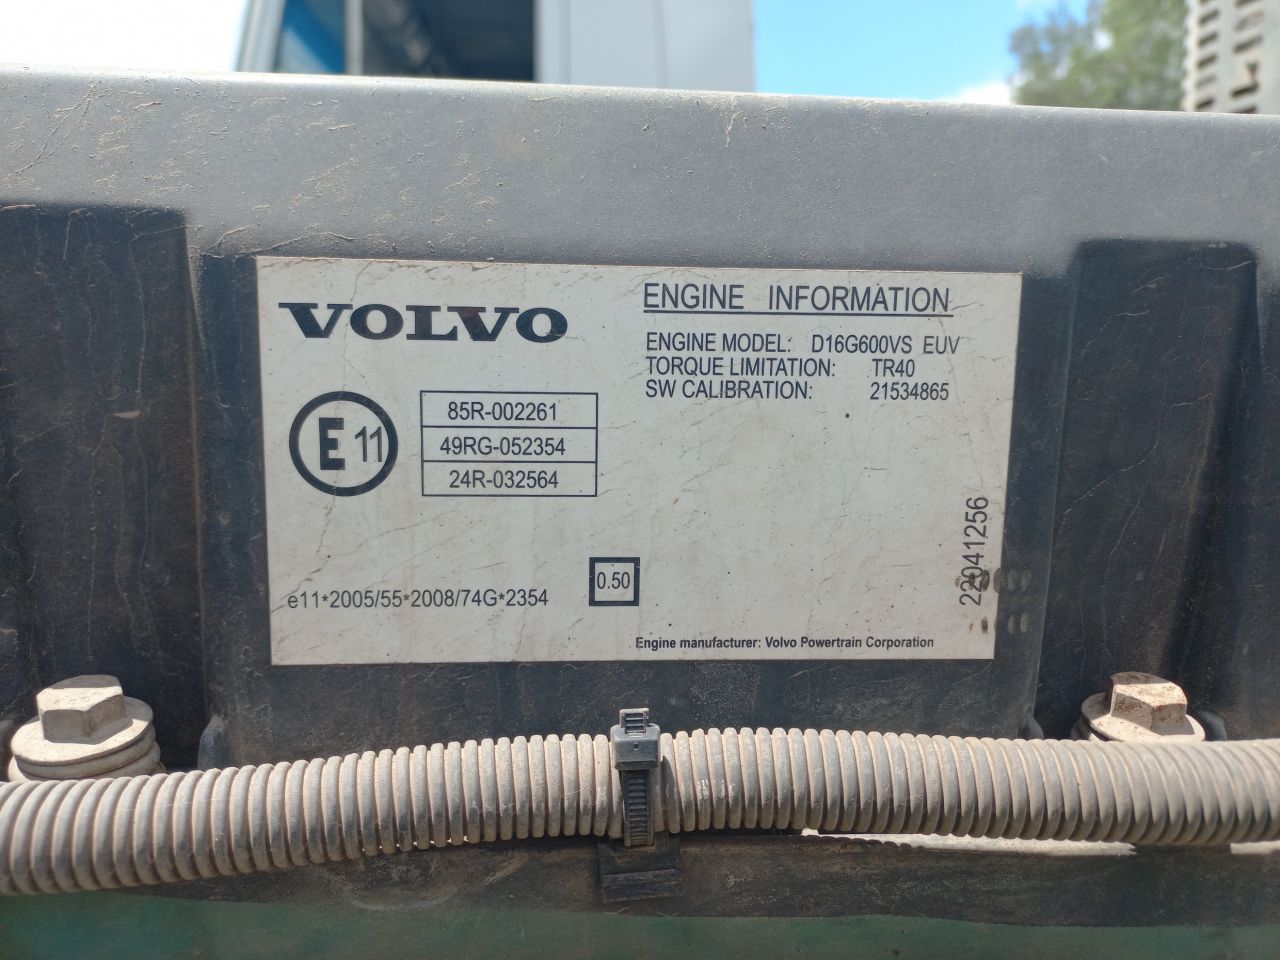 VOLVO
ENGINE INFORMATION
ENGINE MODEL: D16G600VS EUV
TORQUE LIMITATION: TR40
SW CALIBRATION: 21534865
E 11
85R-002261
49RG-052354
24R-032564
22041256
0.50
e11*2005/55*2008/74G*2354
Engine manufacturer: Volvo Powertrain Corporation